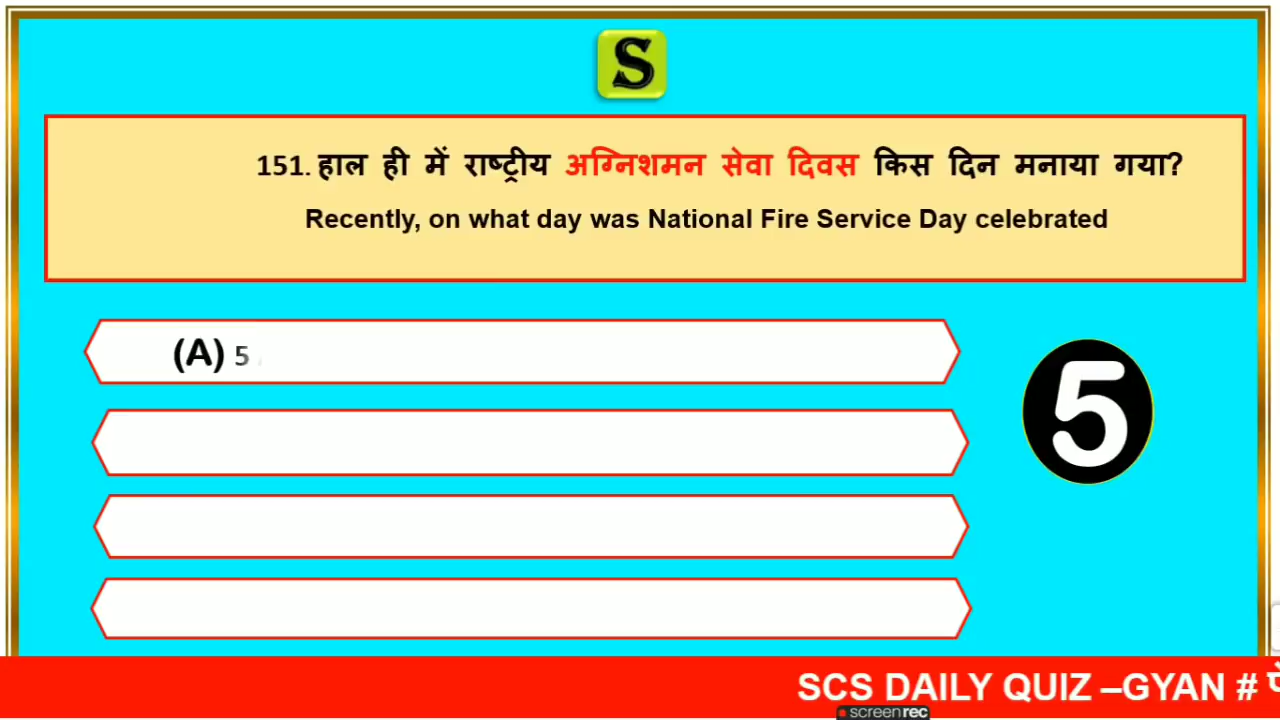 S
151. हाल ही में राष्ट्रीय अग्निशमन सेवा दिवस किस दिन मनाया गया?
Recently, on what day was National Fire Service Day celebrated
(A) 5
5
SCS DAILY QUIZ –GYAN #
screenrec